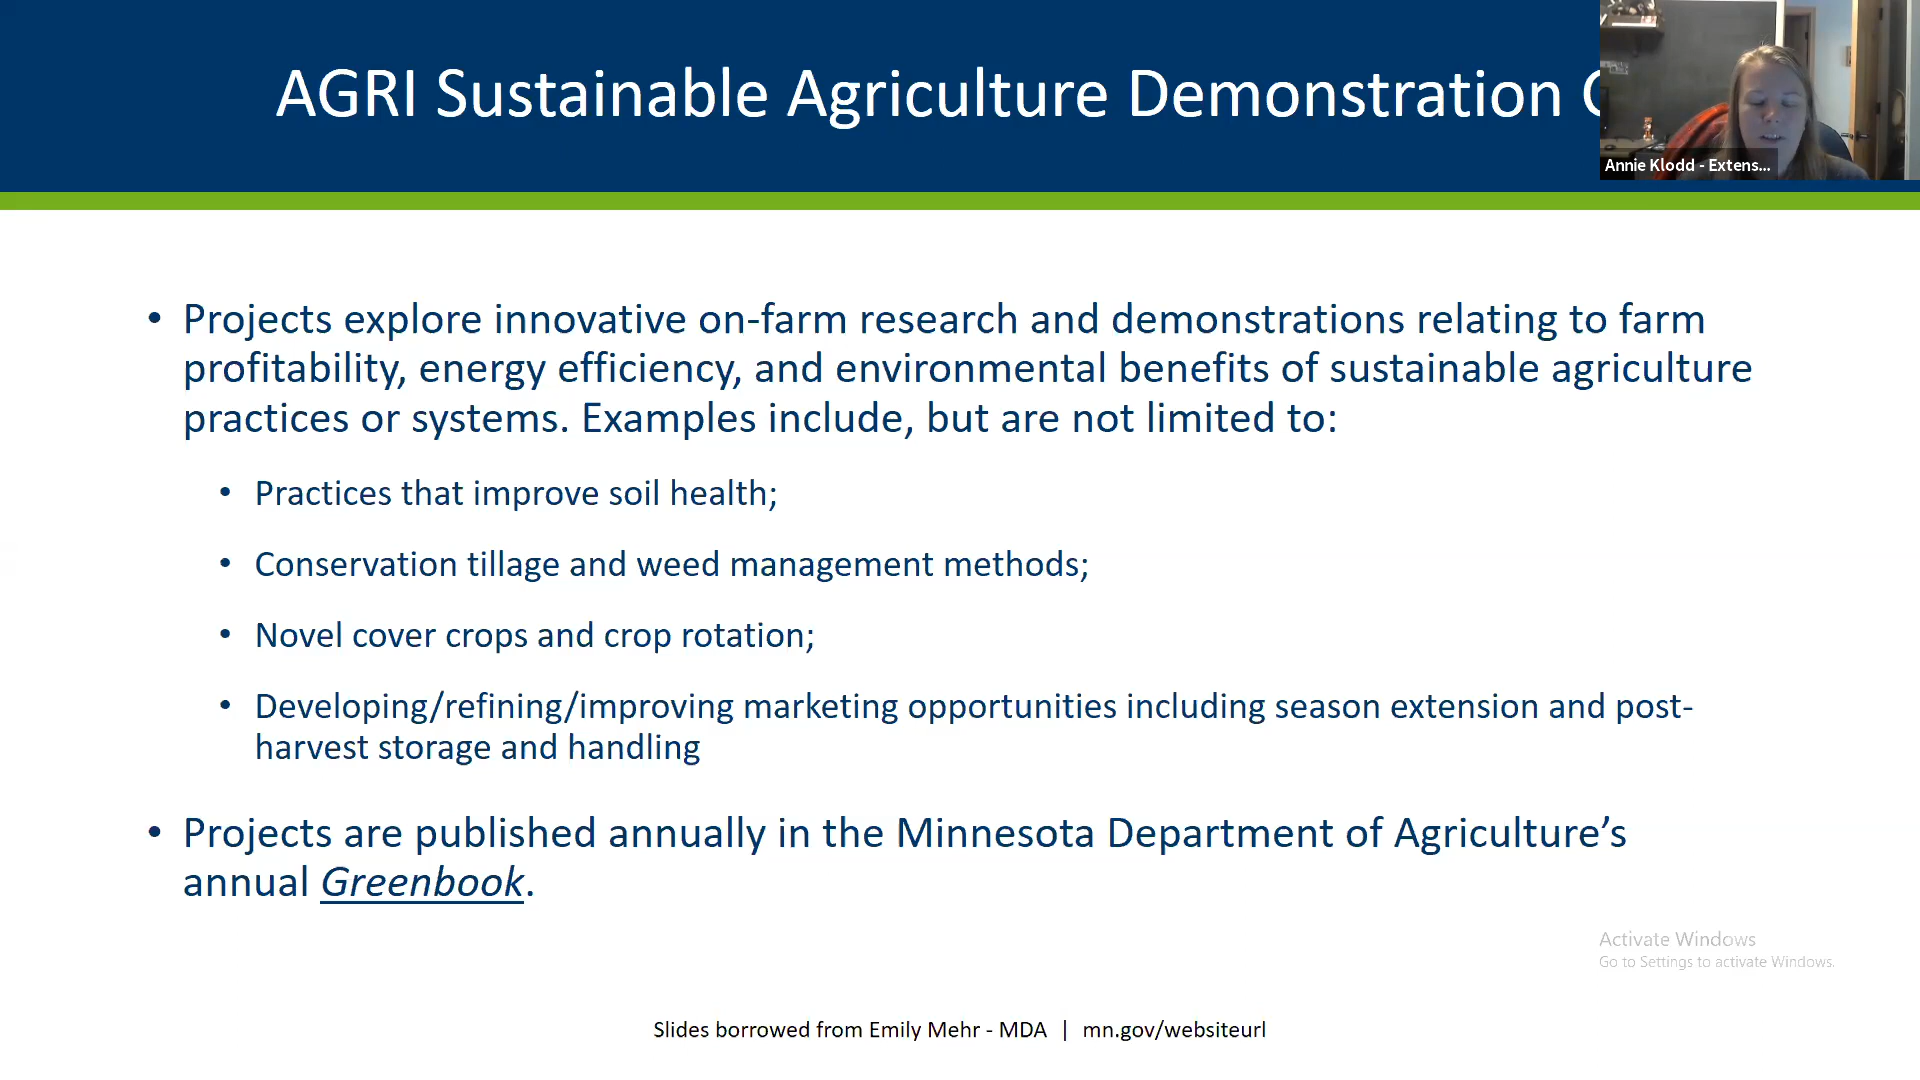 AGRI Sustainable Agriculture Demonstration
Annie Klodd - Extens...
• Projects explore innovative on-farm research and demonstrations relating to farm
profitability, energy efficiency, and environmental benefits of sustainable agriculture
practices or systems. Examples include, but are not limited to:
• Practices that improve soil health;
• Conservation tillage and weed management methods;
• Novel cover crops and crop rotation;
• Developing/refining/improving marketing opportunities including season extension and post-
harvest storage and handling
• Projects are published annually in the Minnesota Department of Agriculture’s
annual Greenbook.
Activate Windows
Go to Settings to activate Windows.
Slides borrowed from Emily Mehr - MDA | mn.gov/websiteurl